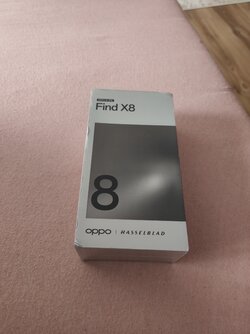 Find X8
8
oppo | HASSELBLAD